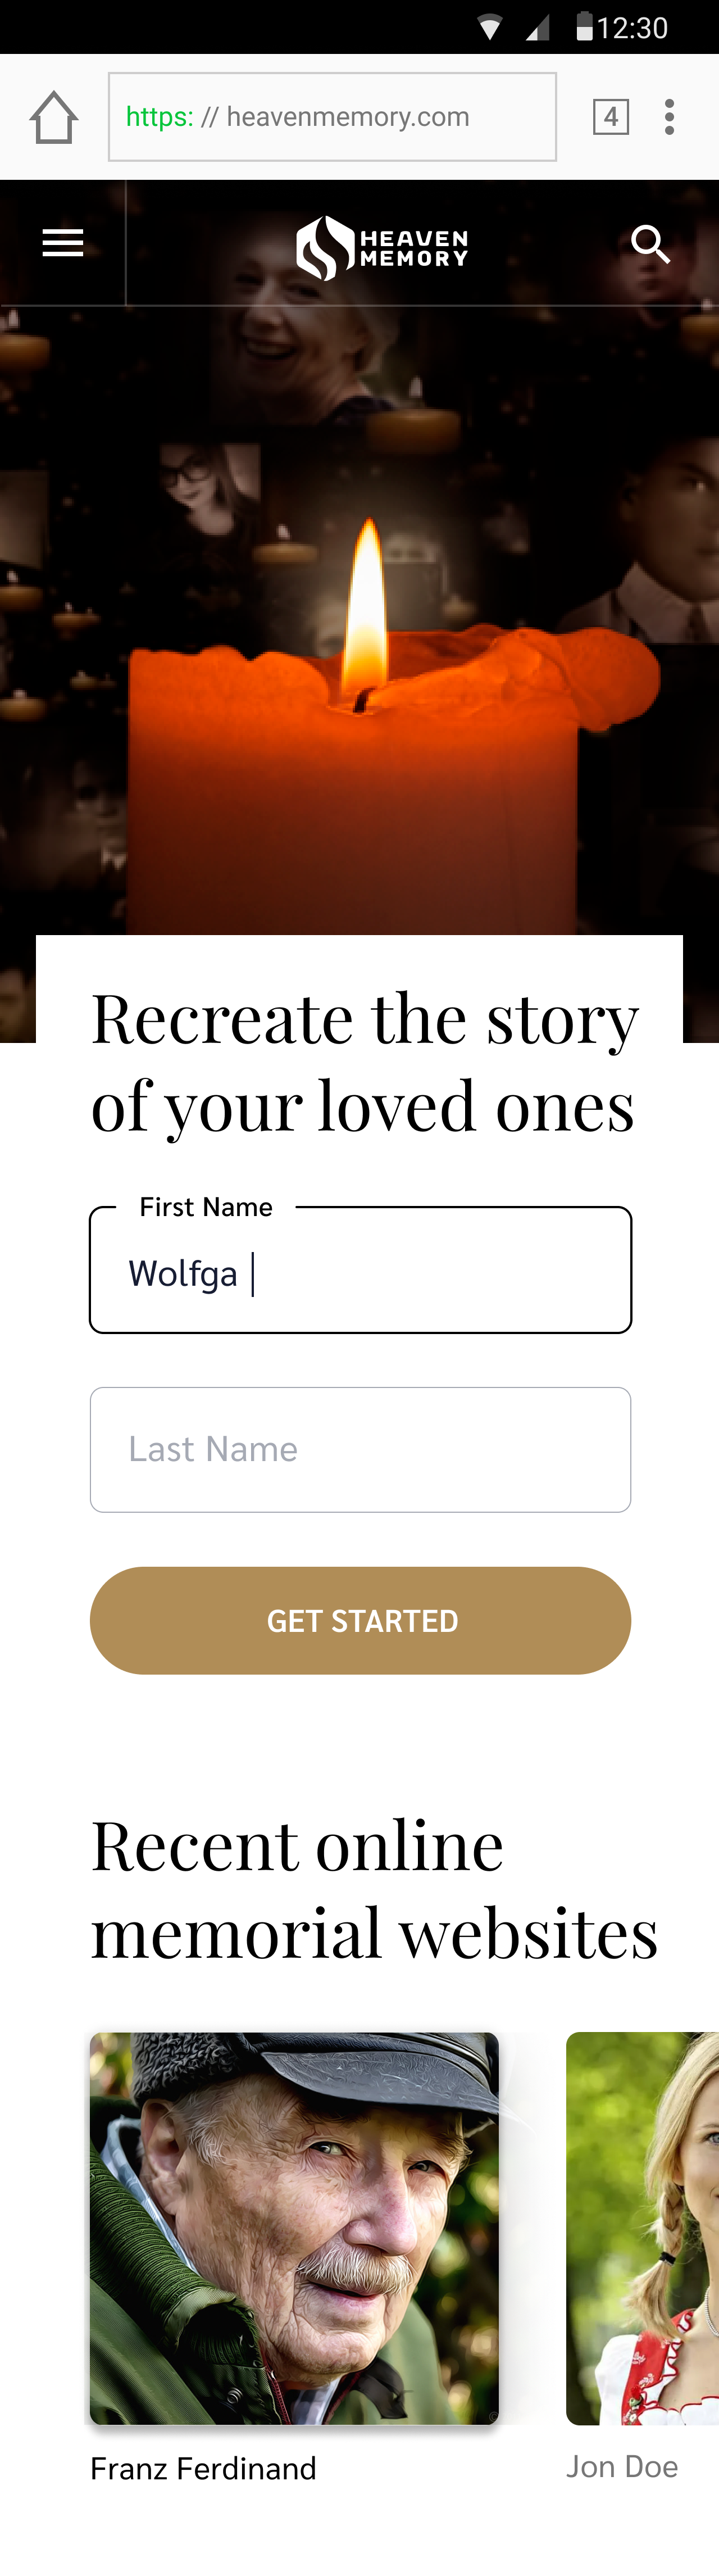 12:30
https: // heavenmemory.com
4
HEAVEN
MEMORY
Recreate the story
of your loved ones
First Name
Wolfga
Last Name
GET STARTED
Recent online
memorial websites
Franz Ferdinand
Jon Doe